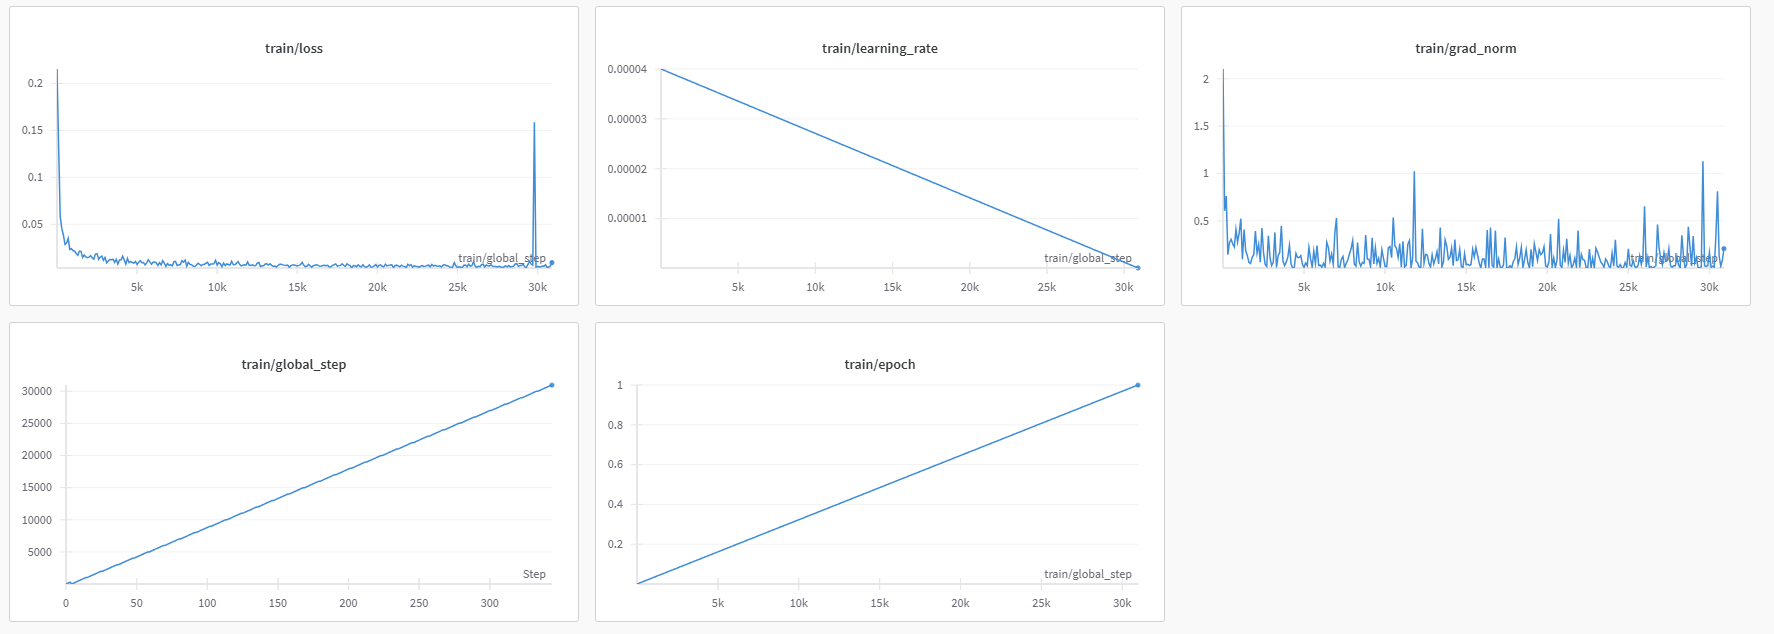 train/loss
0.2
0.15
0.1
0.05
train/global_step
5k 10k 15k 20k 25k 30k
train/learning_rate
0.00004
0.00003
0.00002
0.00001
train/global_step
5k 10k 15k 20k 25k 30k
train/grad_norm
2
1.5
1
0.5
train/global_step
5k 10k 15k 20k 25k 30k
train/global_step
30000
25000
20000
15000
10000
5000
Step
0 50 100 150 200 250 300
train/epoch
1
0.8
0.6
0.4
0.2
train/global_step
5k 10k 15k 20k 25k 30k